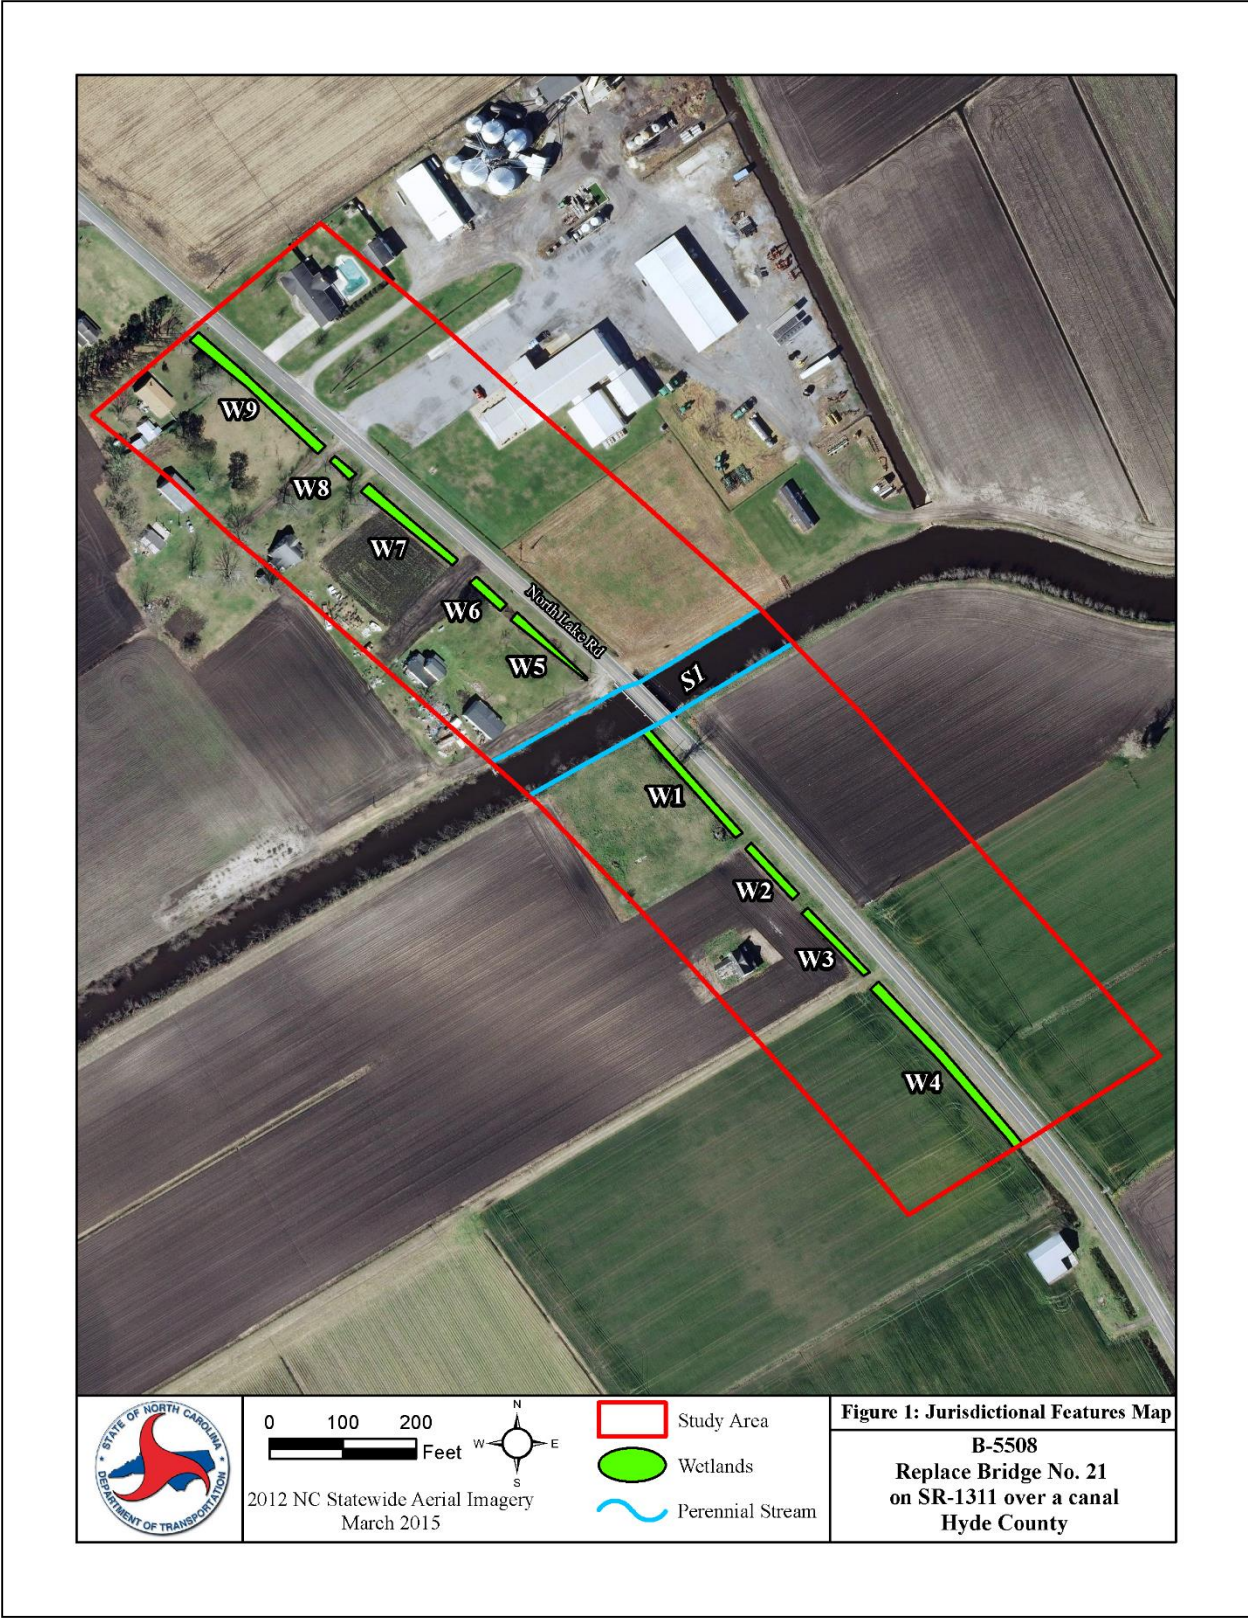 W9
W8
W7
North Lake Rd
W6
W5
S1
W1
W2
W3
W4
STATE OF NORTH CAROLINA
DEPARTMENT OF TRANSPORTATION
0 100 200
Feet
2012 NC Statewide Aerial Imagery
March 2015
N
W E
S
Study Area
Wetlands
Perennial Stream
Figure 1: Jurisdictional Features Map
B-5508
Replace Bridge No. 21
on SR-1311 over a canal
Hyde County